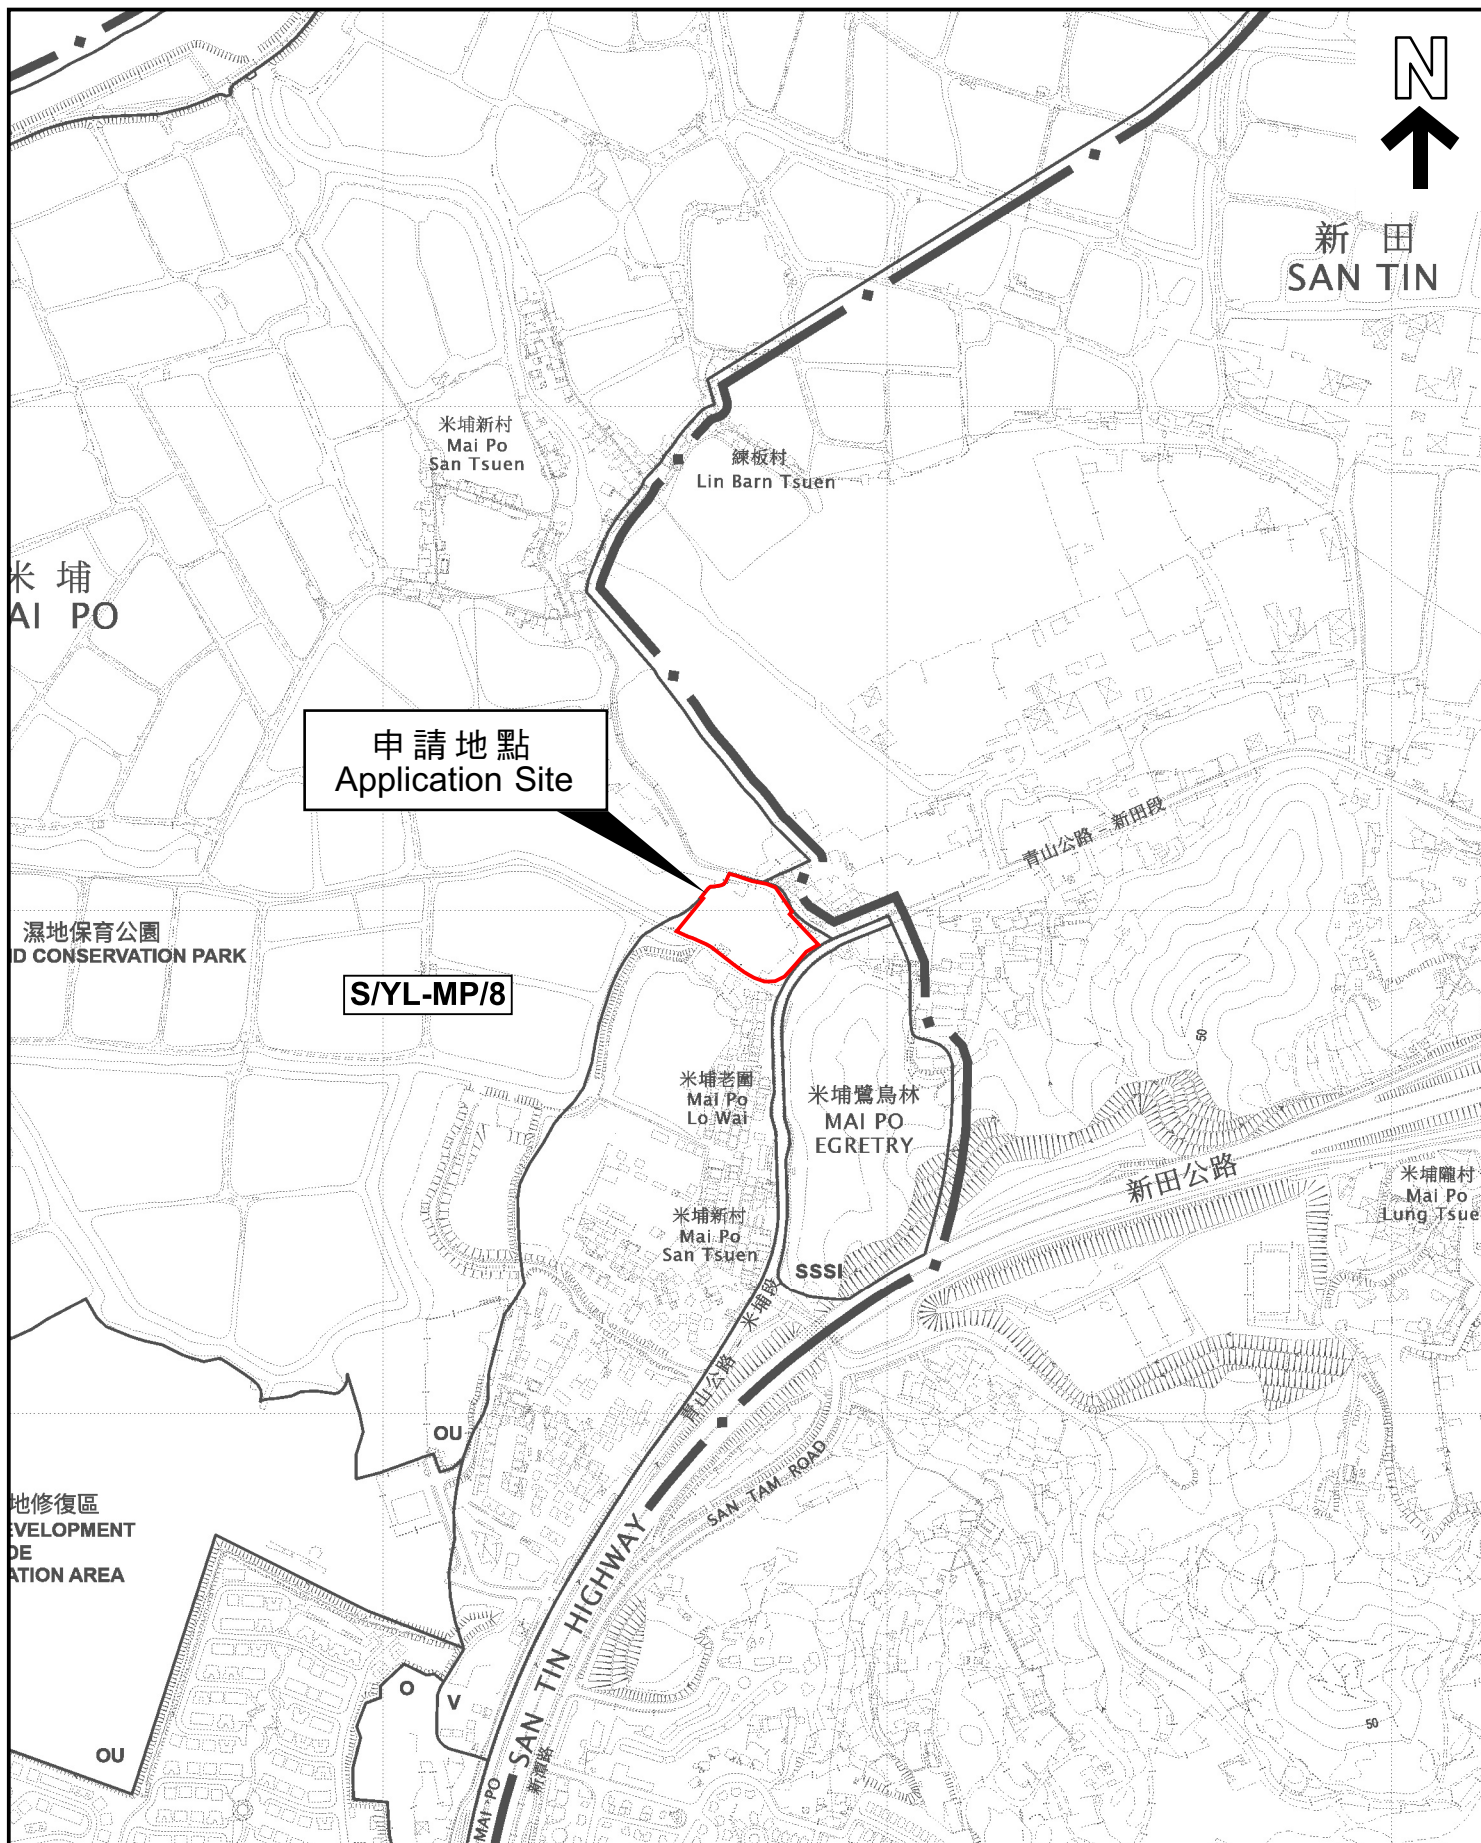 N
新 田
SAN TIN
米埔新村
Mai Po
San Tsuen
練板村
Lin Barn Tsuen
米 埔
AI PO
申請地點
Application Site
青山公路 - 新田段
濕地保育公園
ND CONSERVATION PARK
S/YL-MP/8
50
米埔老圍
Mai Po
Lo Wai
米埔鷺鳥林
MAI PO
EGRETRY
新田公路
米埔隴村
Mai Po
Lung Tsue
米埔新村
Mai Po
San Tsuen
SSSI
青山公路 - 米埔段
OU
SAN TAM ROAD
地修復區
EVELOPMENT
DE
ATION AREA
SAN TIN HIGHWAY
O
V
50
OU
新潭路
MAI PO